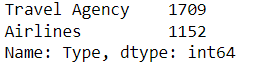 Travel Agency    1709
Airlines         1152
Name: Type, dtype: int64